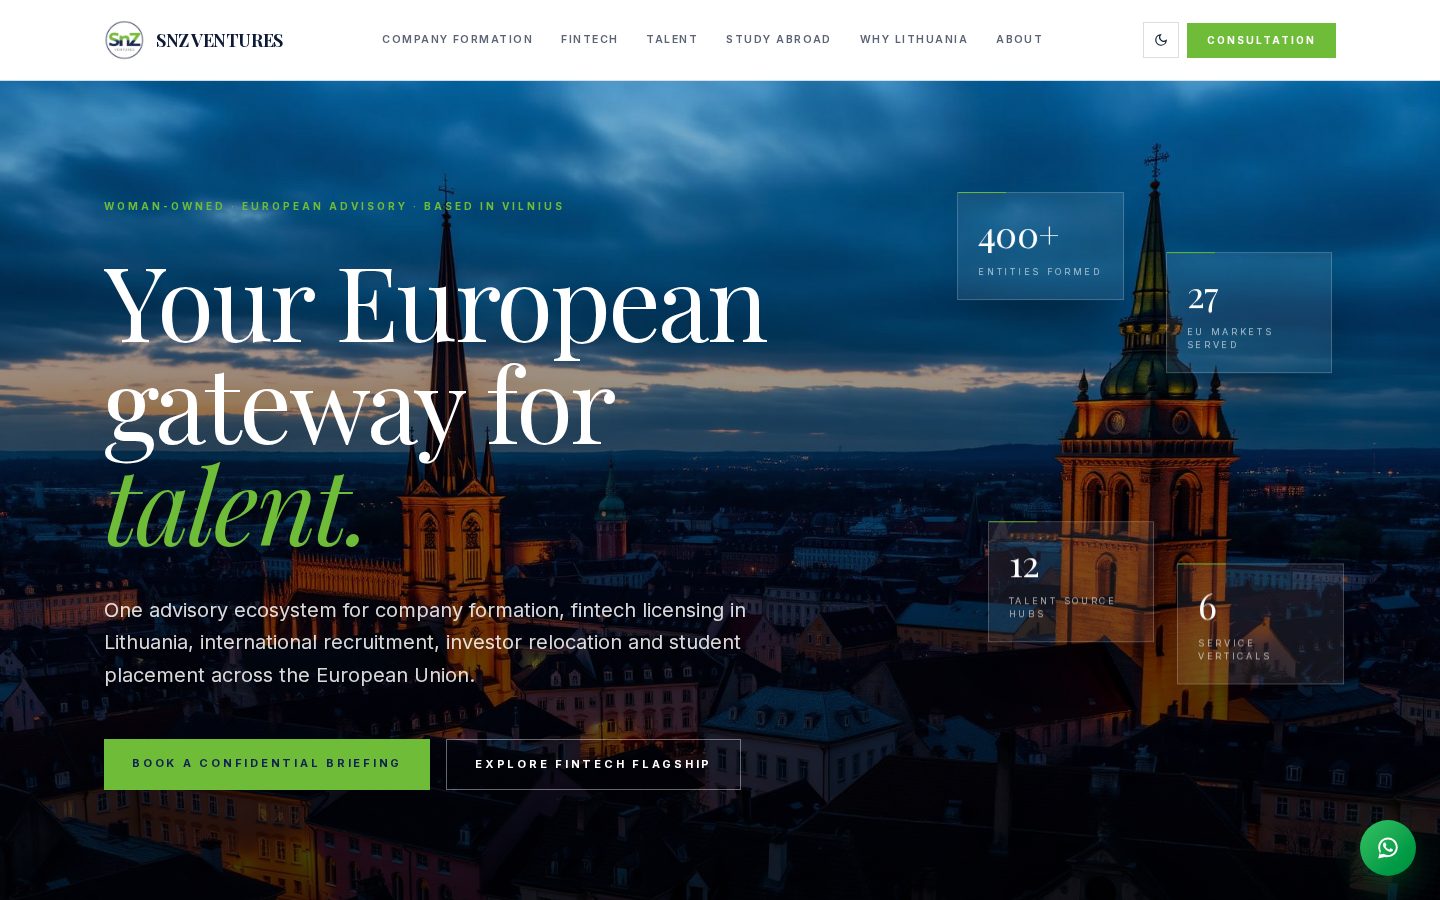 SnZ
SNZ VENTURES
COMPANY FORMATION
FINTECH
TALENT
STUDY ABROAD
WHY LITHUANIA
ABOUT
CONSULTATION
WOMAN-OWNED · EUROPEAN ADVISORY · BASED IN VILNIUS
Your European
gateway for
talent.
One advisory ecosystem for company formation, fintech licensing in
Lithuania, international recruitment, investor relocation and student
placement across the European Union.
BOOK A CONFIDENTIAL BRIEFING
EXPLORE FINTECH FLAGSHIP
400+
ENTITIES FORMED
27
EU MARKETS
SERVED
12
TALENT SOURCE
HUBS
6
SERVICE
VERTICALS